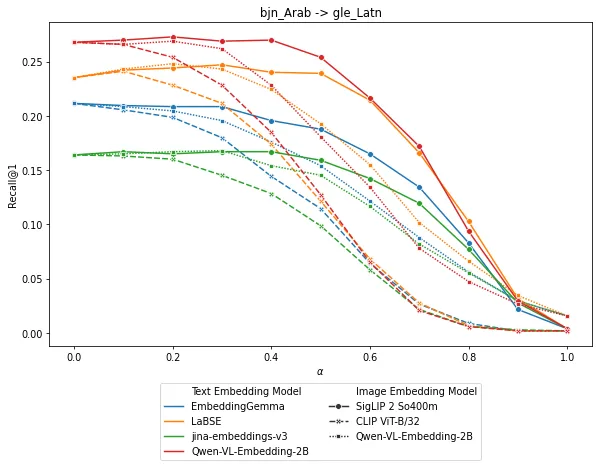 bjn_Arab -> gle_Latn
Recall@1
0.25
0.20
0.15
0.10
0.05
0.00
0.0 0.2 0.4 0.6 0.8 1.0
α
Text Embedding Model
EmbeddingGemma
LaBSE
jina-embeddings-v3
Qwen-VL-Embedding-2B
Image Embedding Model
SigLIP 2 So400m
CLIP ViT-B/32
Qwen-VL-Embedding-2B